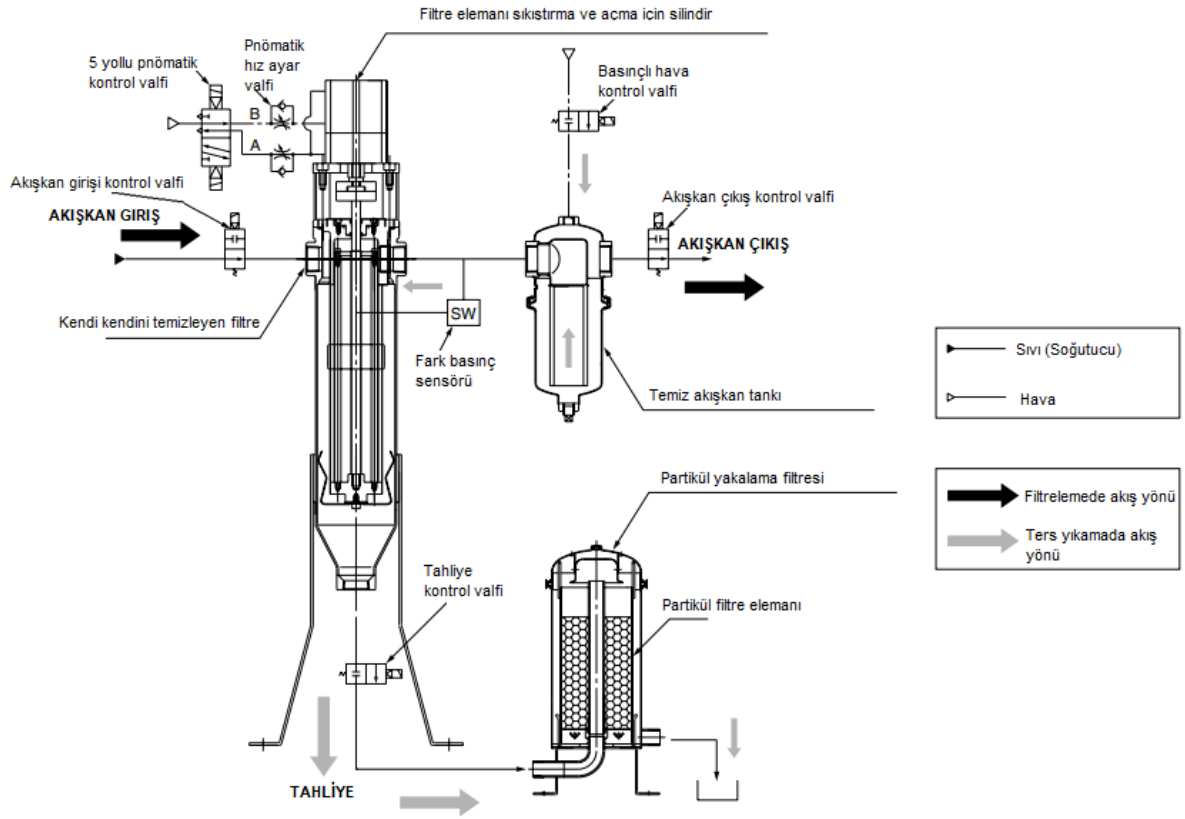 Filtre elemanı sıkıştırma ve açma için silindir
5 yollu pnömatik
kontrol valfi
Pnömatik
hız ayar
valfi
B
A
Basınçlı hava
kontrol valfi
Akışkan girişi kontrol valfi
AKIŞKAN GIRIŞ
Akışkan çıkış kontrol valfi
AKIŞKAN ÇIKIŞ
Kendi kendini temizleyen filtre
SW
Fark basınç
sensörü
Temiz akışkan tankı
Sıvı (Soğutucu)
Hava
Filtrelemede akış yönü
Ters yıkamada akış
yönü
Partikül yakalama filtresi
Tahliye
kontrol valfi
Partikül filtre elemanı
TAHLİYE